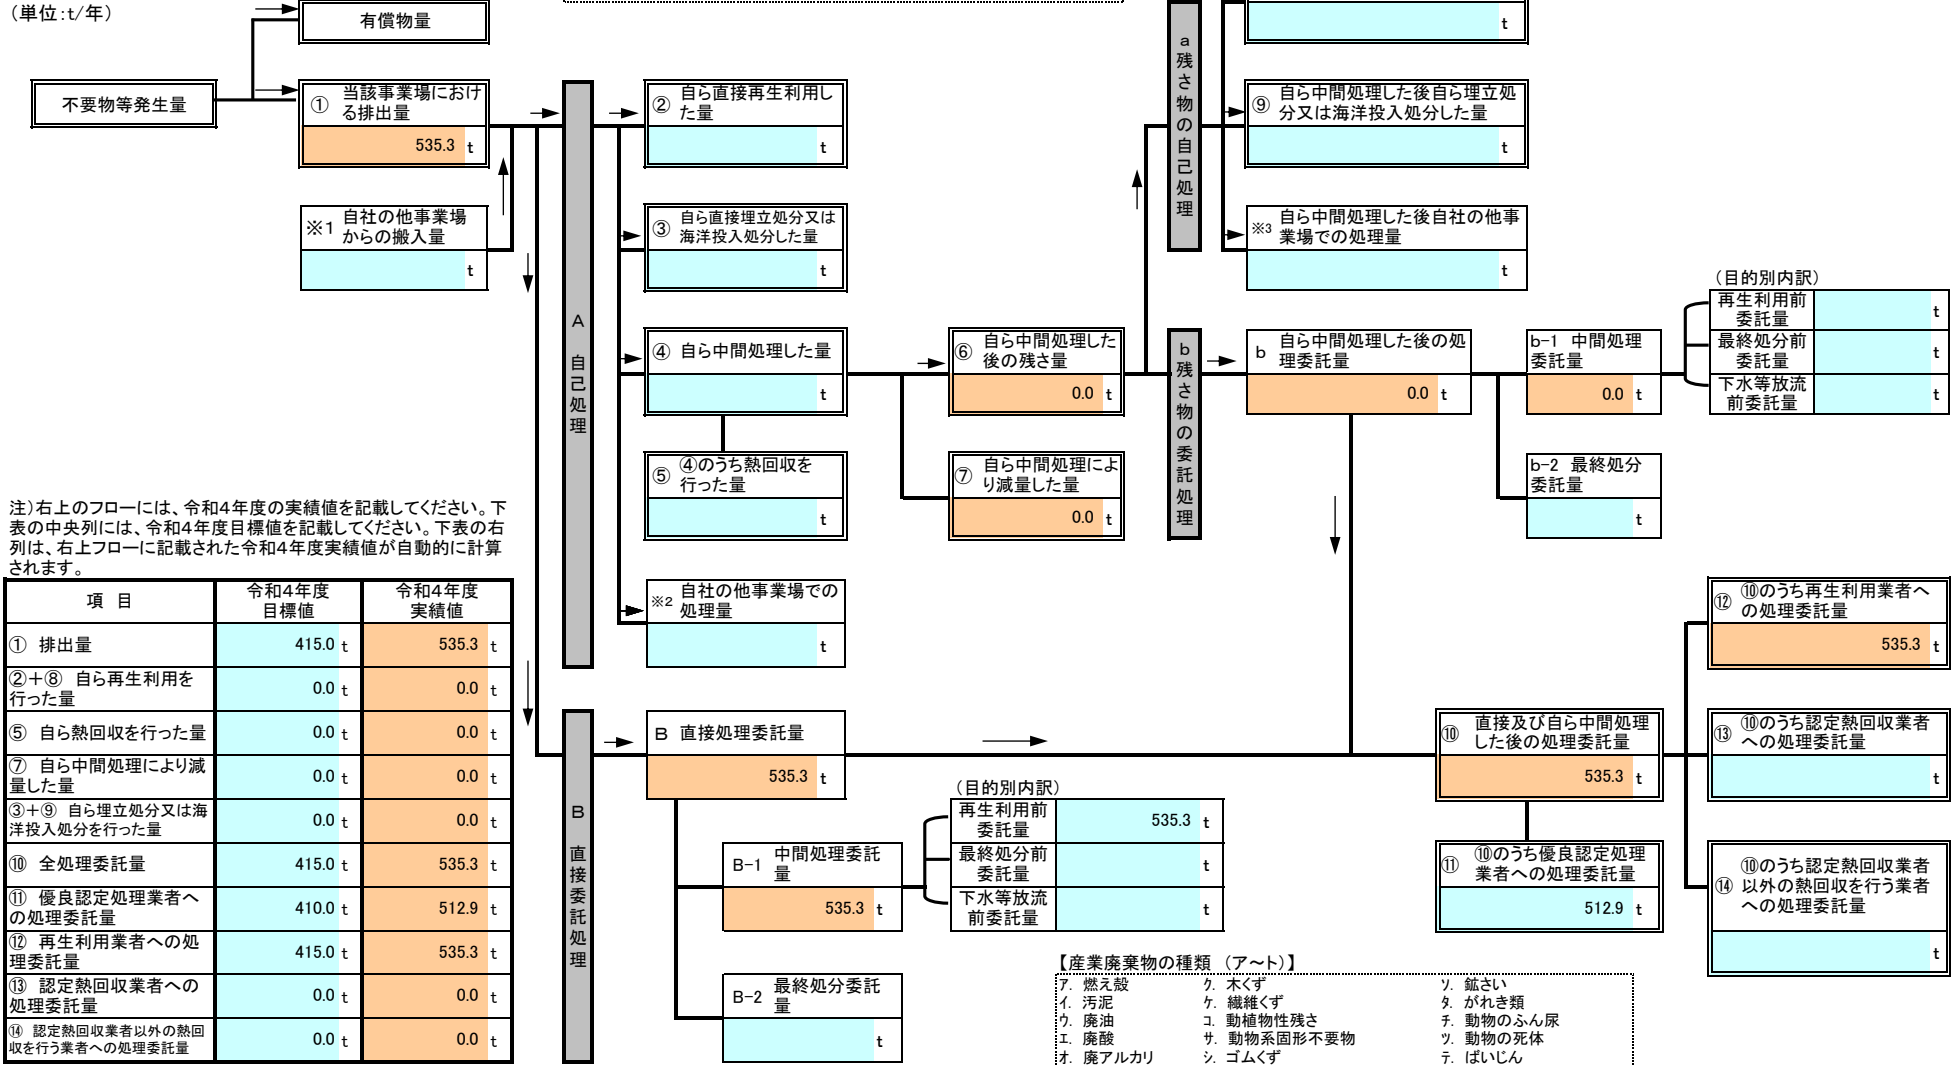 （単位：t/年）
有償物量
不要物等発生量
① 当該事業場におけ
る排出量
535.3 t
※1 自社の他事業場
からの搬入量
t
A 自己処理
② 自ら直接再生利用し
た量
t
③ 自ら直接埋立処分又は
海洋投入処分した量
t
④ 自ら中間処理した量
t
⑤ ④のうち熱回収を
行った量
t
※2 自社の他事業場での
処理量
t
⑥ 自ら中間処理した
後の残さ量
0.0 t
⑦ 自ら中間処理によ
り減量した量
0.0 t
a 残さ物の自己処理
t
⑨ 自ら中間処理した後自ら埋立処
分又は海洋投入処分した量
t
※3 自ら中間処理した後自社の他事
業場での処理量
t
b 残さ物の委託処理
b 自ら中間処理した後の処
理委託量
0.0 t
b-1 中間処理
委託量
0.0 t
b-2 最終処分
委託量
t
（目的別内訳）
再生利用前
委託量
t
最終処分前
委託量
t
下水等放流
前委託量
t
注）右上のフローには、令和4年度の実績値を記載してください。下
表の中央列には、令和4年度目標値を記載してください。下表の右
列は、右上フローに記載された令和4年度実績値が自動的に計算
されます。
項 目 令和4年度 目標値 令和4年度 実績値
① 排出量 415.0 t 535.3 t
②＋⑧ 自ら再生利用を
行った量 0.0 t 0.0 t
⑤ 自ら熱回収を行った量 0.0 t 0.0 t
⑦ 自ら中間処理により減
量した量 0.0 t 0.0 t
③＋⑨ 自ら埋立処分又は海
洋投入処分を行った量 0.0 t 0.0 t
⑩ 全処理委託量 415.0 t 535.3 t
⑪ 優良認定処理業者へ
の処理委託量 410.0 t 512.9 t
⑫ 再生利用業者への処
理委託量 415.0 t 535.3 t
⑬ 認定熱回収業者への
処理委託量 0.0 t 0.0 t
⑭ 認定熱回収業者以外の熱回
収を行う業者への処理委託量 0.0 t 0.0 t
B 直接委託処理
B 直接処理委託量
535.3 t
B-1 中間処理委託
量
535.3 t
B-2 最終処分委託
量
t
（目的別内訳）
再生利用前
委託量
535.3 t
最終処分前
委託量
t
下水等放流
前委託量
t
⑩ 直接及び自ら中間処理
した後の処理委託量
535.3 t
⑪ ⑩のうち優良認定処理
業者への処理委託量
512.9 t
⑫ ⑩のうち再生利用業者へ
の処理委託量
535.3 t
⑬ ⑩のうち認定熱回収業者
への処理委託量
t
⑭ ⑩のうち認定熱回収業者
以外の熱回収を行う業者
への処理委託量
t
【産業廃棄物の種類 （ア～ト）】
ア. 燃え殻 ク. 木くず ソ. 鉱さい
イ. 汚泥 ケ. 繊維くず タ. がれき類
ウ. 廃油 コ. 動植物性残さ チ. 動物のふん尿
エ. 廃酸 サ. 動物系固形不要物 ツ. 動物の死体
オ. 廃アルカリ シ. ゴムくず テ. ばいじん